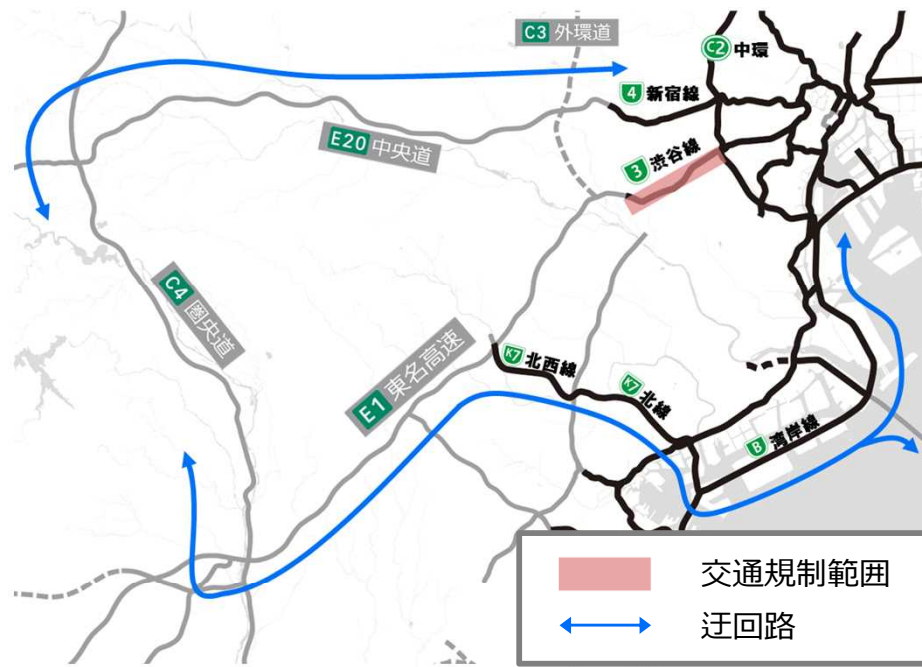 C3 外環道
C2 中環
4 新宿線
E20 中央道
3 渋谷線
C4 圏央道
E1 東名高速
K7 北西線
K7 北線
B 湾岸線
交通規制範囲
迂回路